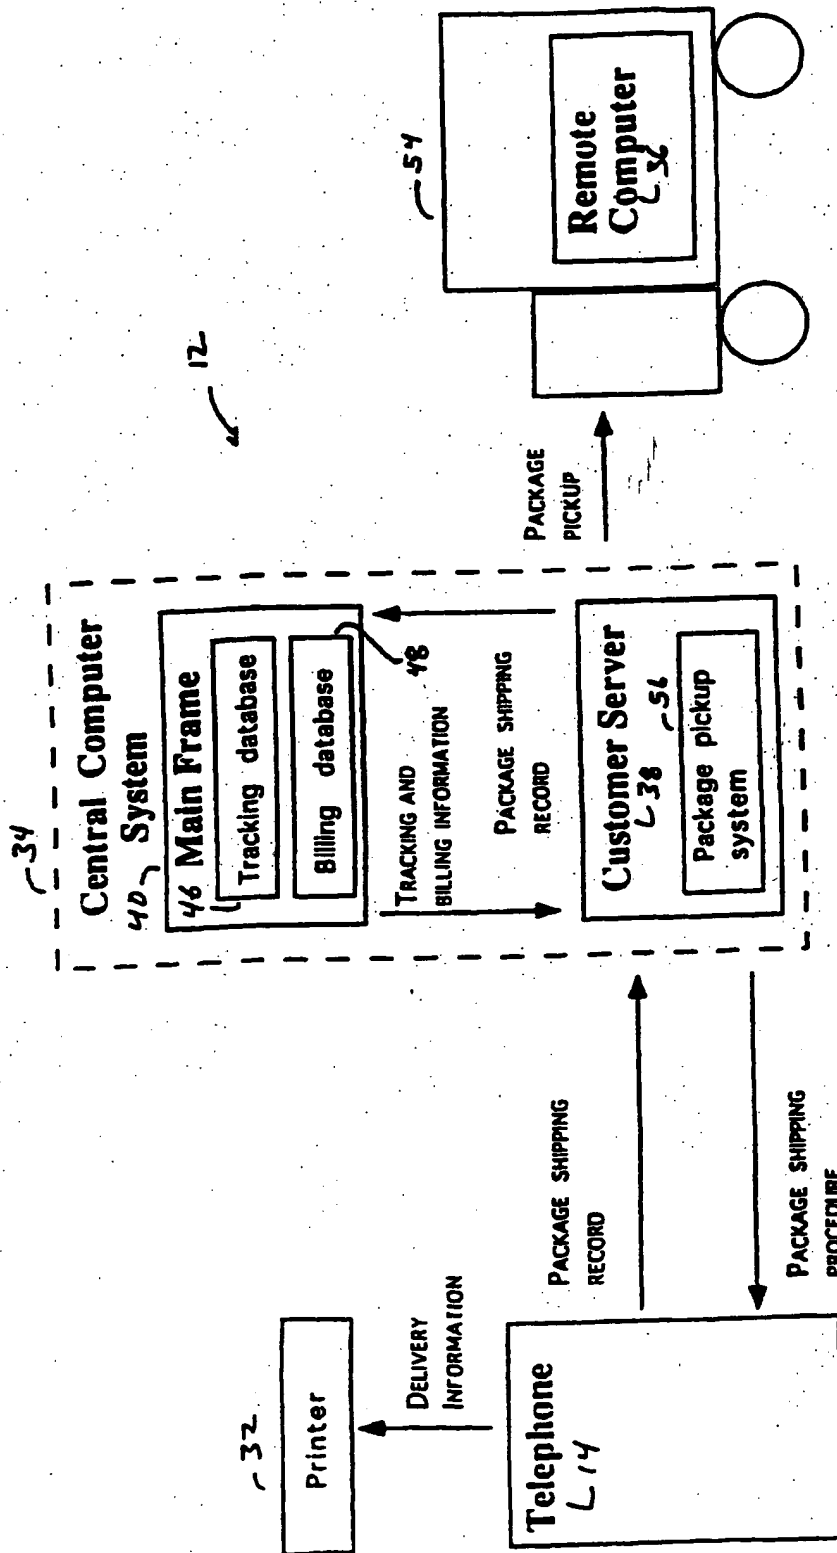 32
Printer
DELIVERY
INFORMATION
Telephone
14
PACKAGE SHIPPING
RECORD
PACKAGE SHIPPING
PROCEDURE
34
Central Computer
40 System
46 Main Frame
Tracking database
Billing database
48
TRACKING AND
BILLING INFORMATION
PACKAGE SHIPPING
RECORD
Customer Server
38
56
Package pickup
system
12
PACKAGE
PICKUP
54
Remote
Computer
36